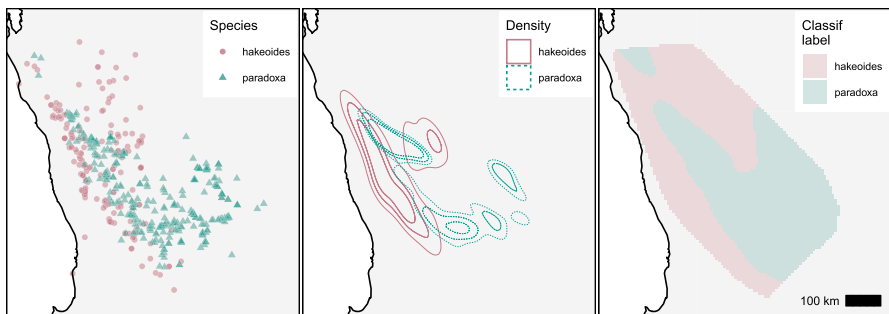 Species
hakeoides
paradoxa
Density
hakeoides
paradoxa
Classif
label
hakeoides
paradoxa
100 km